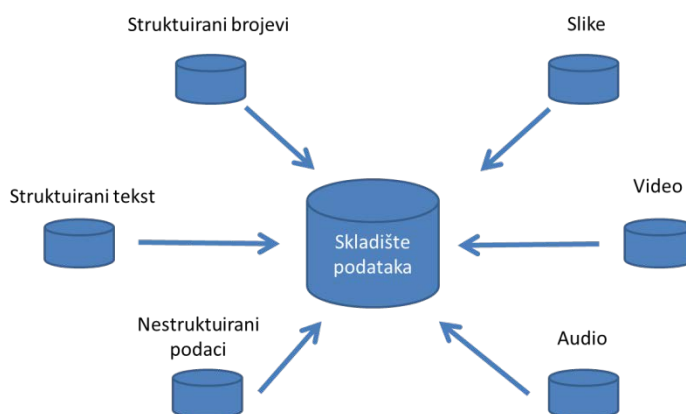 Struktuirani brojevi
Slike
Struktuirani tekst
Video
Skladište
podataka
Nestruktuirani
podaci
Audio